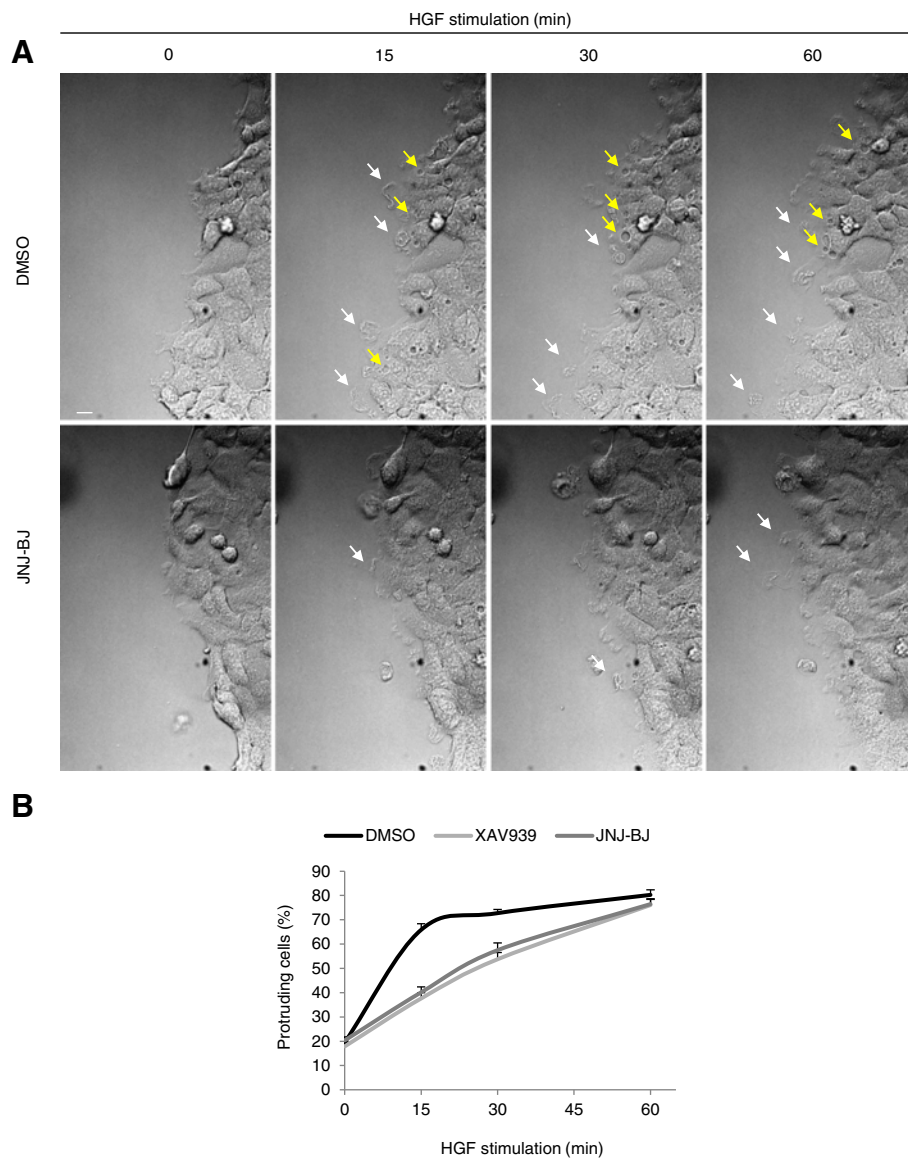 HGF stimulation (min)
A
0 15 30 60
DMSO
JNJ-BJ
B
DMSO XAV939 JNJ-BJ
90
80
70
60
50
40
30
20
10
0
Protruding cells (%)
0 15 30 45 60
HGF stimulation (min)